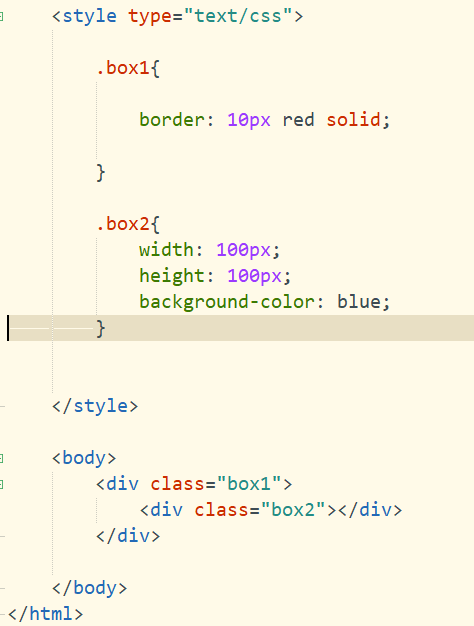 <style type="text/css">
.box1{
border: 10px red solid;
}
.box2{
width: 100px;
height: 100px;
background-color: blue;
}
</style>
<body>
<div class="box1">
<div class="box2"></div>
</div>
</body>
</html>